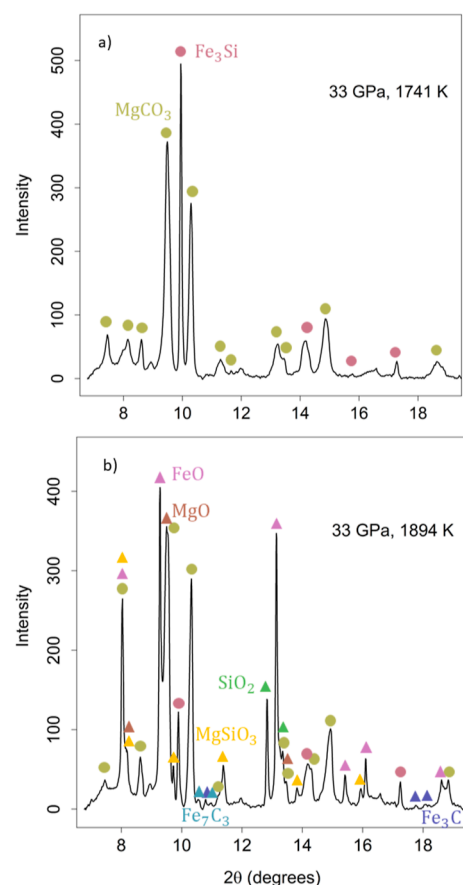 a)
Fe₃Si
MgCO₃
33 GPa, 1741 K
Intensity
500
400
300
200
100
0
8 10 12 14 16 18
b)
FeO
MgO
33 GPa, 1894 K
SiO₂
MgSiO₃
Fe₇C₃
Fe₃C
Intensity
400
300
200
100
0
8 10 12 14 16 18
2θ (degrees)